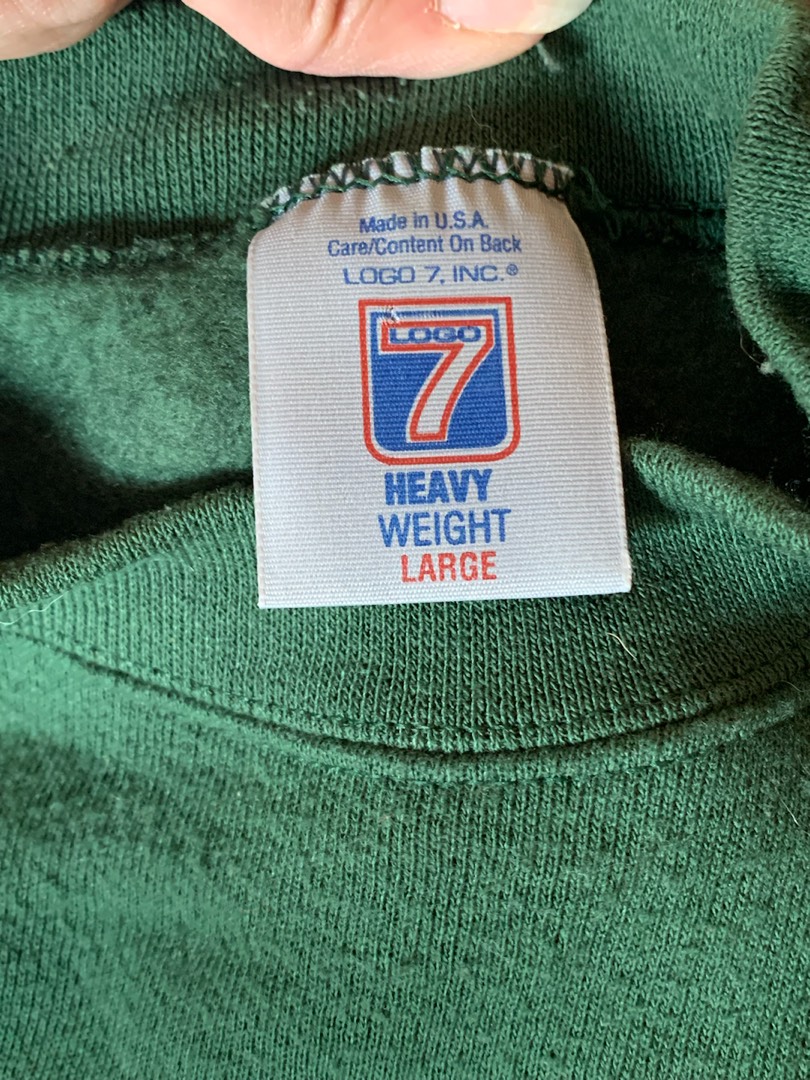 Made in U.S.A.
Care/Content On Back
LOGO 7, INC.®
LOGO
7
HEAVY
WEIGHT
LARGE